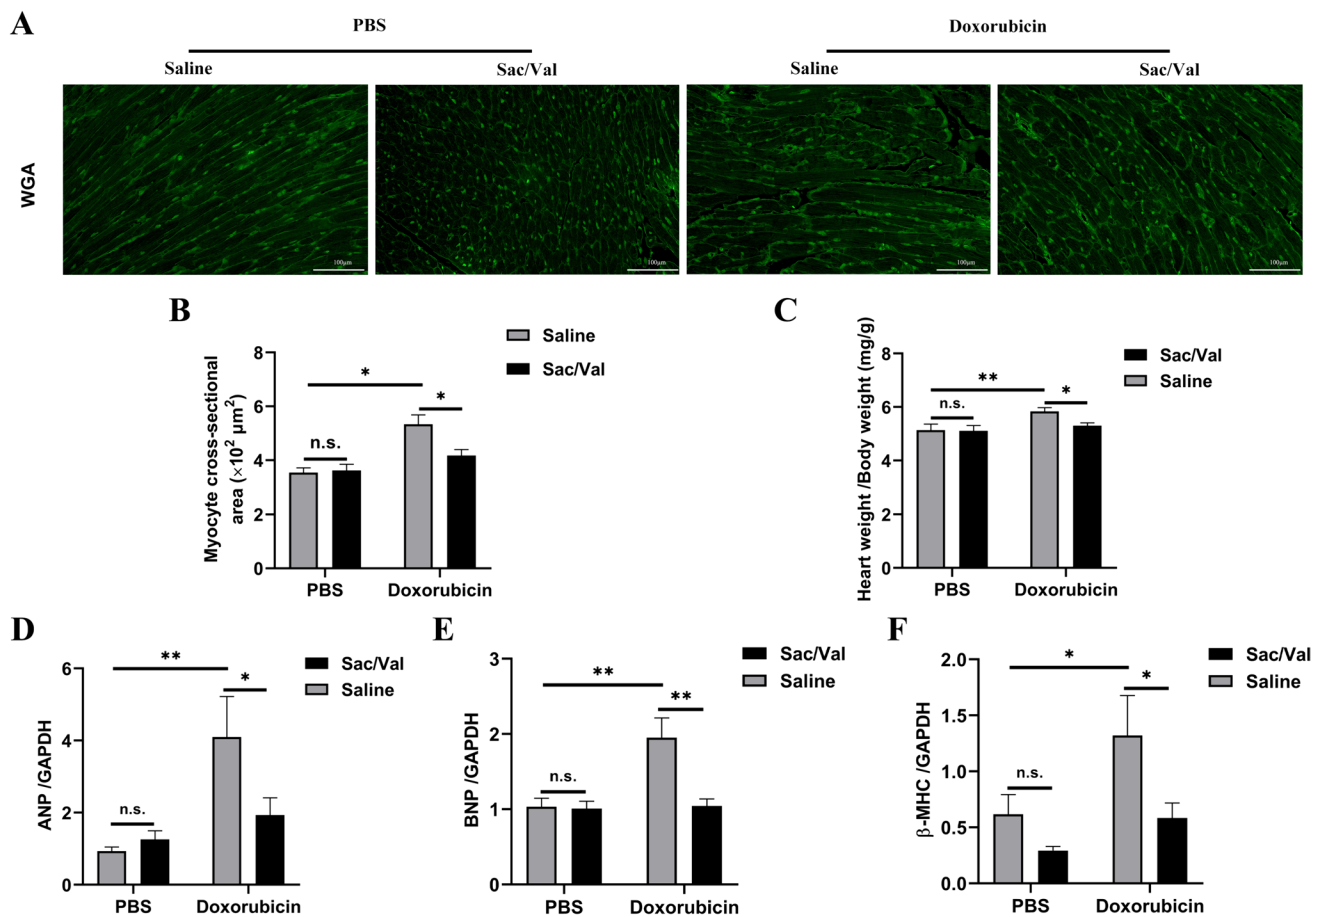 A
PBS
Doxorubicin
Saline
Sac/Val
Saline
Sac/Val
WGA
100μm
100μm
100μm
100μm
B
Saline
Sac/Val
Myocyte cross-sectional
area (×10² μm²)
8
6
4
2
0
*
*
n.s.
PBS
Doxorubicin
C
Sac/Val
Saline
Heart weight /Body weight (mg/g)
8
6
4
2
0
**
*
n.s.
PBS
Doxorubicin
D
Sac/Val
Saline
ANP /GAPDH
6
4
2
0
**
*
n.s.
PBS
Doxorubicin
E
Sac/Val
Saline
BNP /GAPDH
3
2
1
0
**
**
n.s.
PBS
Doxorubicin
F
Sac/Val
Saline
β-MHC /GAPDH
2.0
1.5
1.0
0.5
0.0
*
*
n.s.
PBS
Doxorubicin